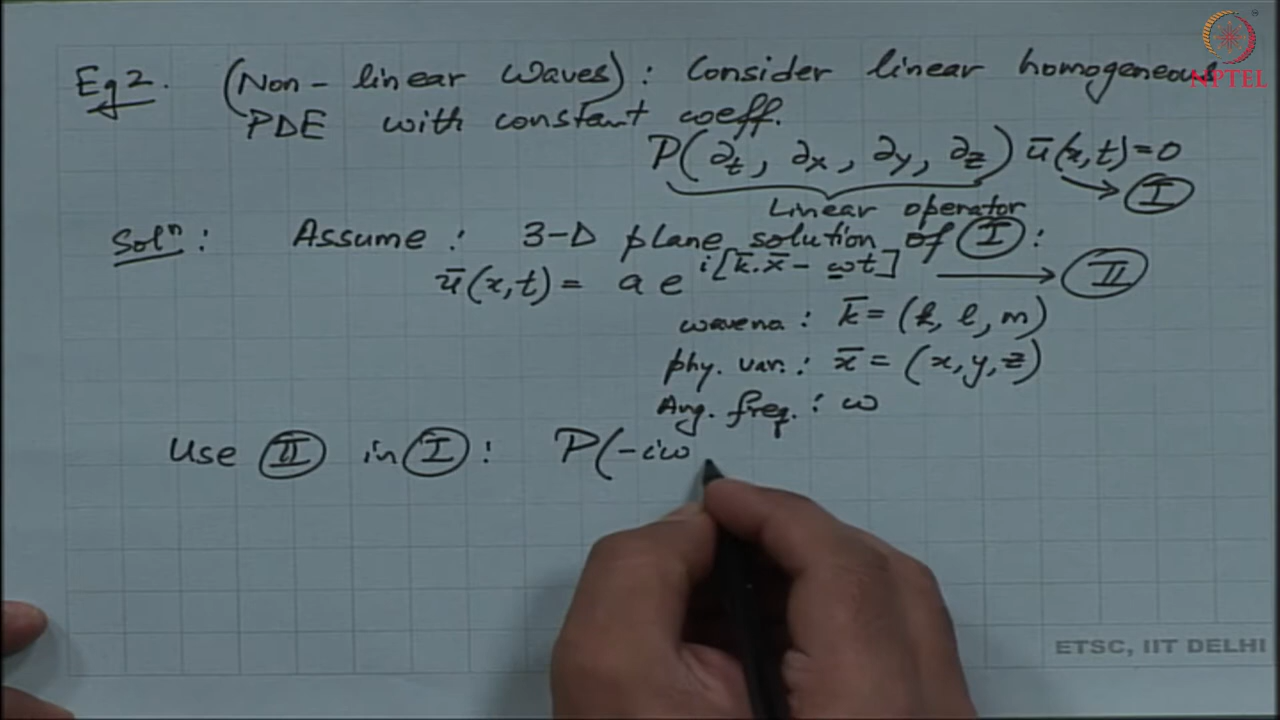 NPTEL
Eg 2. (Non-linear Waves): Consider linear homogeneous
PDE with constant coeff.
P(∂t, ∂x, ∂y, ∂z) ū(x,t)=0
→ I
Linear operator
Solⁿ: Assume: 3-D plane solution of I:
ū(x,t) = a e^{i[k̄.x̄ - ωt]} → II
waveno: k̄ = (k, l, m)
phy. var.: x̄ = (x, y, z)
Ang. freq.: ω
Use II in I: P(-iω
ETSC, IIT DELHI